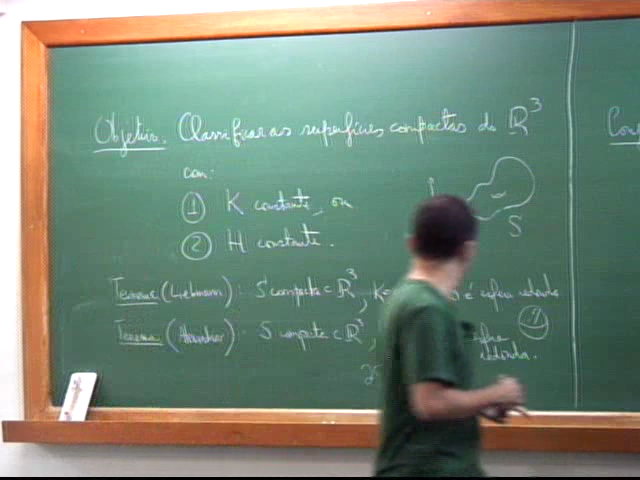 Objetivo: Classificar as superfícies compactas do R³
com:
① K constante, ou
② H constante.
S
Teorema (Liebmann): S compacta ⊂ R³, K= é esfera redonda
Teorema (Alexandrov): S compacta ⊂ R³, esfera
redonda.